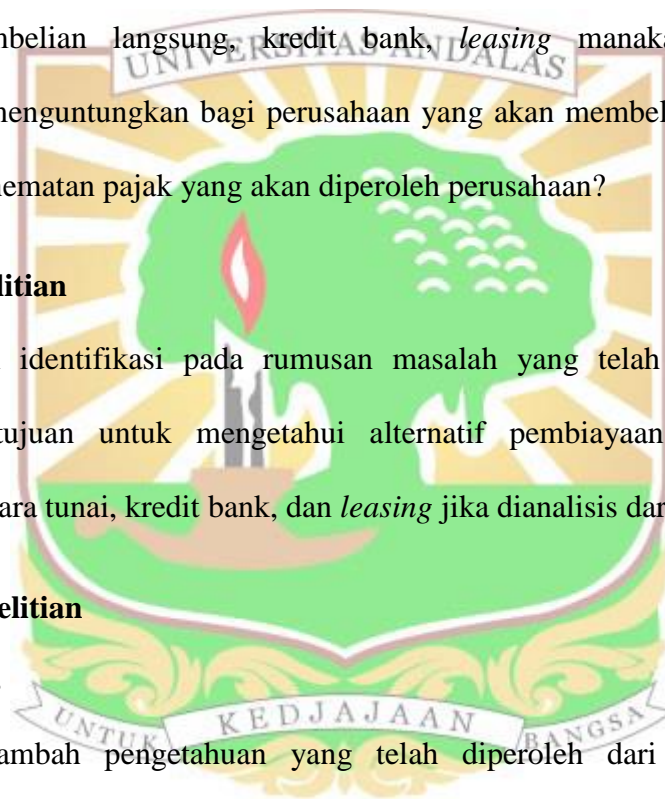 mbelian langsung, kredit bank, leasing manaka
UNIVERSITAS ANDALAS
menguntungkan bagi perusahaan yang akan membel
nematan pajak yang akan diperoleh perusahaan?
litian
identifikasi pada rumusan masalah yang telah
tujuan untuk mengetahui alternatif pembiayaan
ara tunai, kredit bank, dan leasing jika dianalisis dar
elitian
UNTUK KEDJAJAAN BANGSA
ambah pengetahuan yang telah diperoleh dari